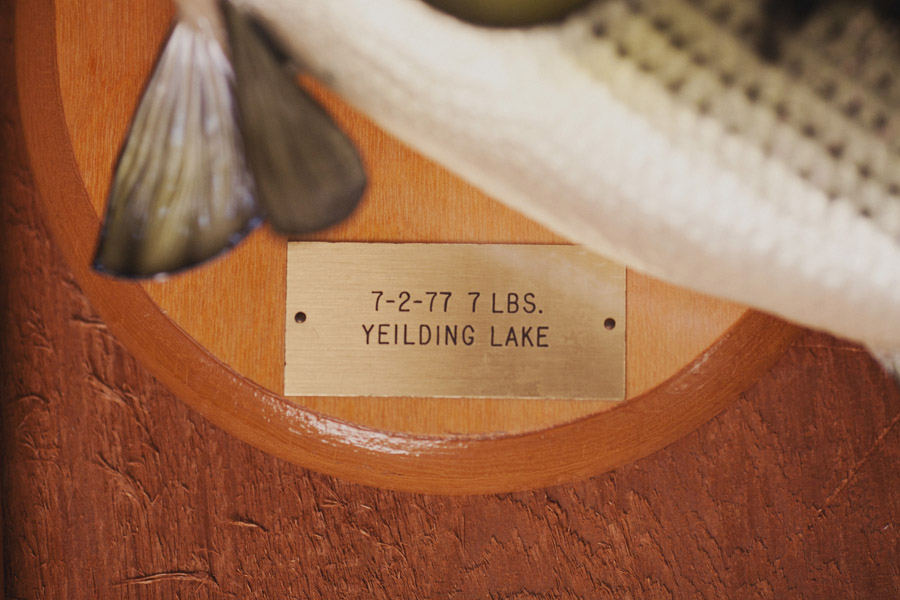 7-2-77 7 LBS.
YEILDING LAKE